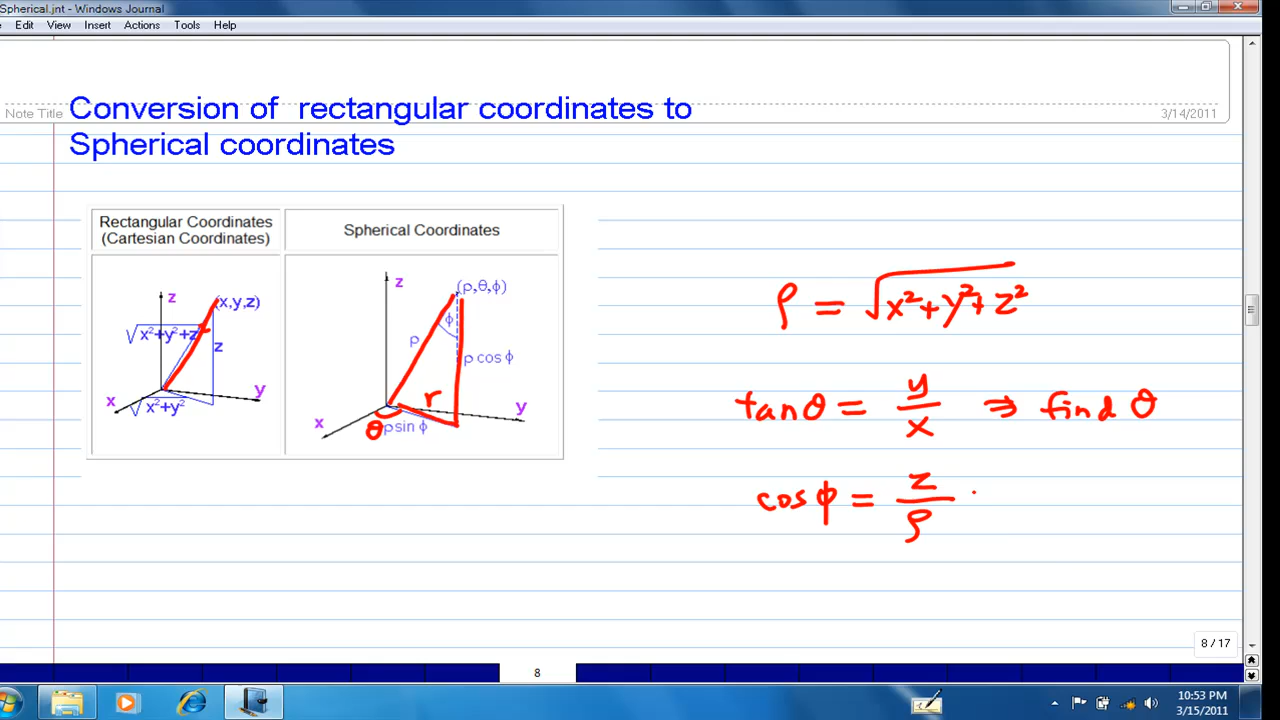 Spherical.jnt - Windows Journal
Edit View Insert Actions Tools Help
Note Title
3/14/2011
Conversion of rectangular coordinates to
Spherical coordinates
Rectangular Coordinates
(Cartesian Coordinates)
Spherical Coordinates
z
(x,y,z)
√x²+y²+z
z
y
x
√x²+y²
z
(ρ,θ,ϕ)
ϕ
ρ
ρ cos ϕ
r
y
x
θ
ρ sin ϕ
ρ = √x²+y²+z²
tanθ = y/x ⇒ find θ
cosϕ = z/ρ
8 / 17
8
10:53 PM
3/15/2011